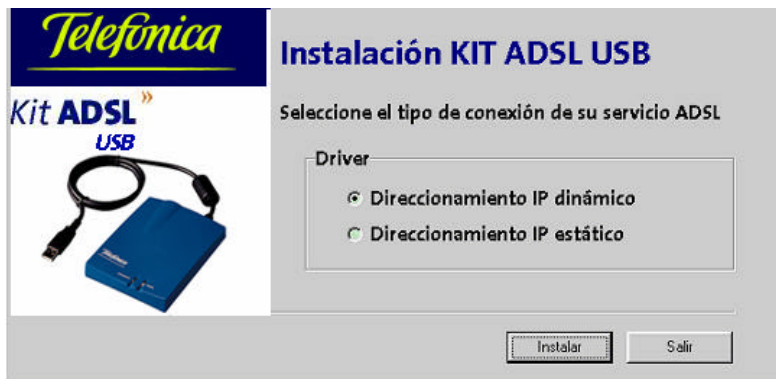 Telefónica
Instalación KIT ADSL USB
Kit ADSL »
USB
Seleccione el tipo de conexión de su servicio ADSL
Driver
Direccionamiento IP dinámico
Direccionamiento IP estático
Telefónica
Instalar
Salir